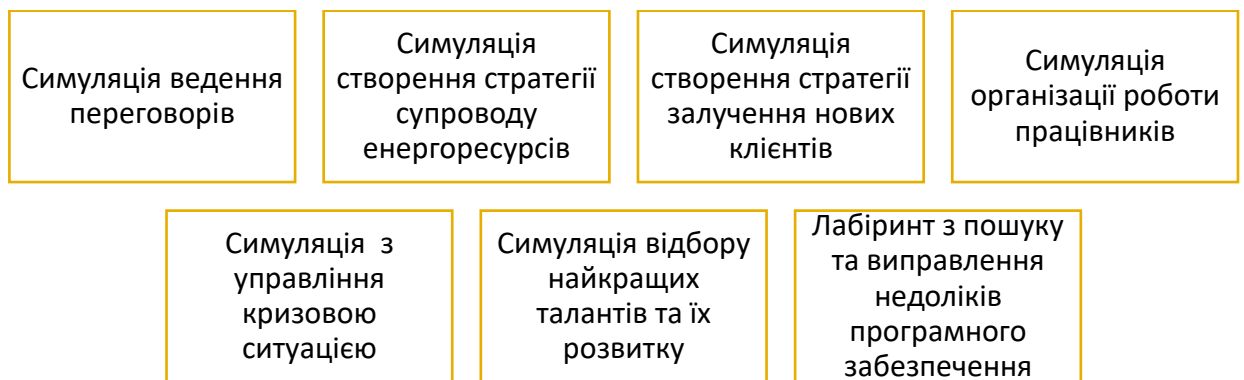 Симуляція ведення
переговорів
Симуляція
створення стратегії
супроводу
енергоресурсів
Симуляція
створення стратегії
залучення нових
клієнтів
Симуляція
організації роботи
працівників
Симуляція  з
управління
кризовою
ситуацією
Симуляція відбору
найкращих
талантів та їх
розвитку
Лабіринт з пошуку
та виправлення
недоліків
програмного
забезпечення